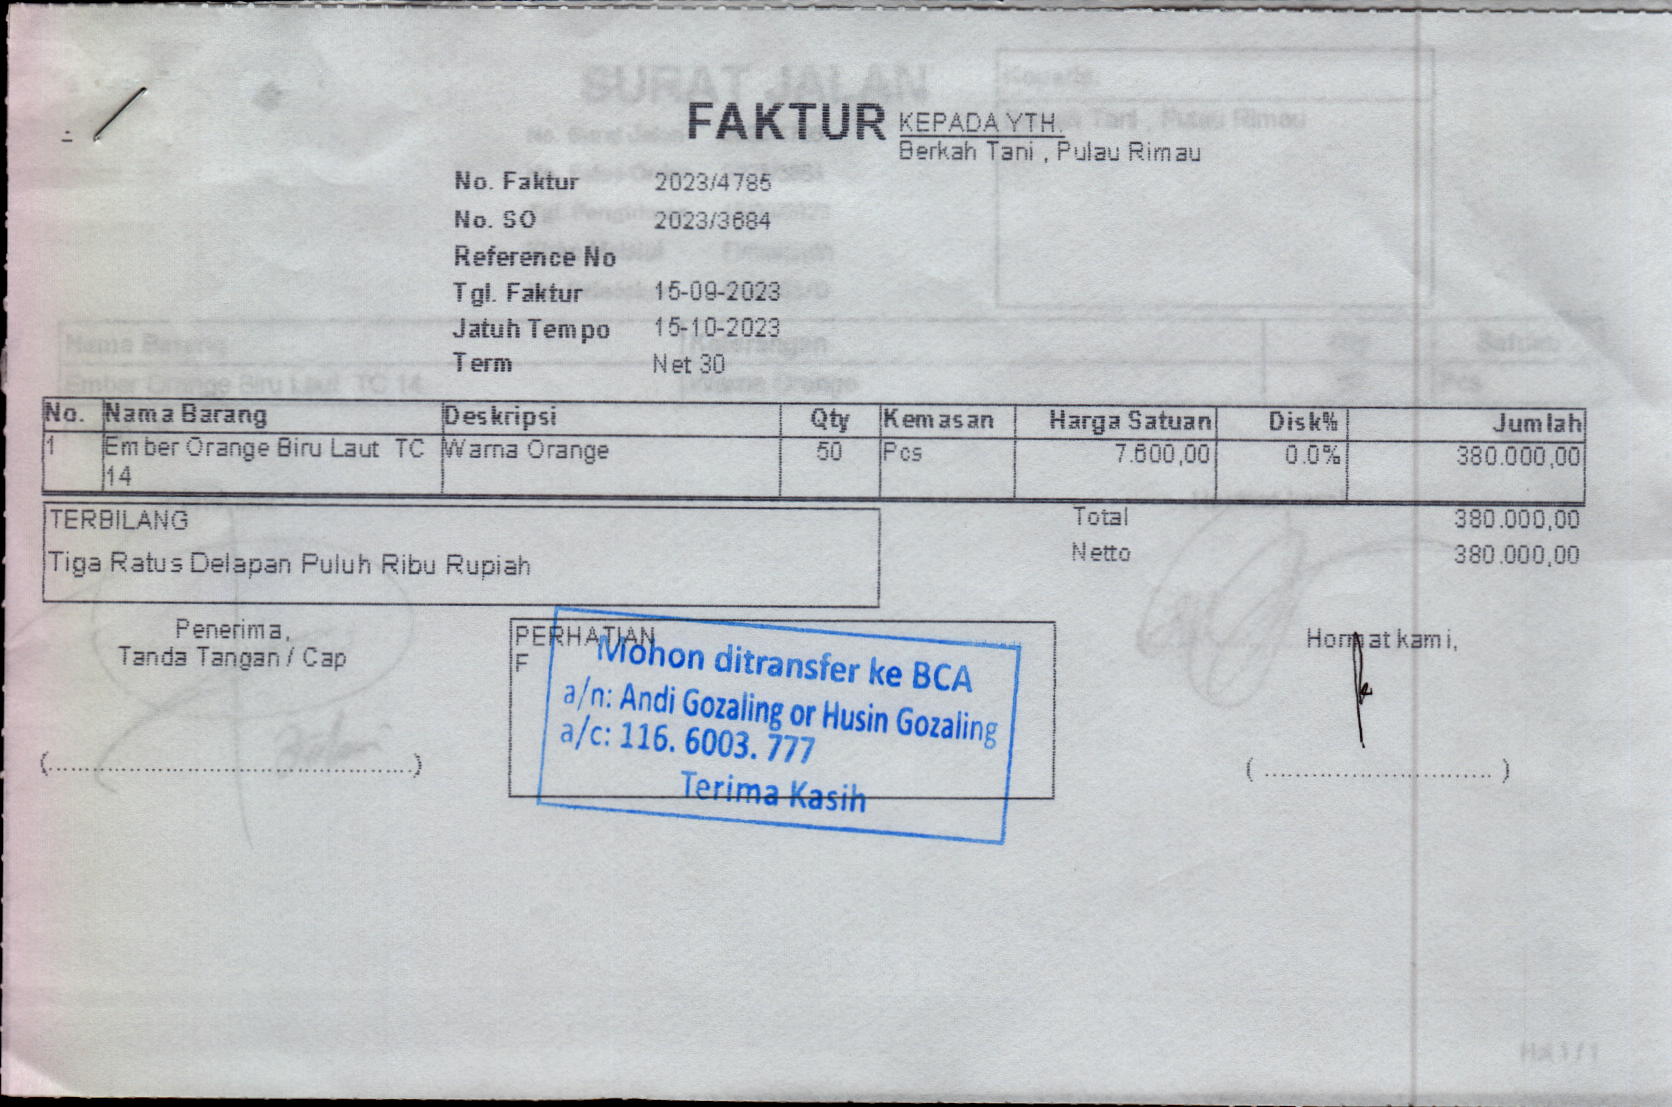 SURAT JALAN
FAKTUR
KEPADA YTH.
Berkah Tani , Pulau Rimau
No. Faktur 2023/4785
No. SO 2023/3684
Reference No
Tgl. Faktur 15-09-2023
Jatuh Tempo 15-10-2023
Term Net 30
No. Nama Barang Deskripsi Qty Kemasan Harga Satuan Disk% Jumlah
1 Ember Orange Biru Laut TC 14 Warna Orange 50 Pcs 7.600,00 0.0% 380.000,00
TERBILANG
Tiga Ratus Delapan Puluh Ribu Rupiah
Total 380.000,00
Netto 380.000,00
Penerima,
Tanda Tangan / Cap
(..........................................)
PERHATIAN
F
Mohon ditransfer ke BCA
a/n: Andi Gozaling or Husin Gozaling
a/c: 116. 6003. 777
Terima Kasih
Hormat kami,
( ............................ )
Hal 1 / 1